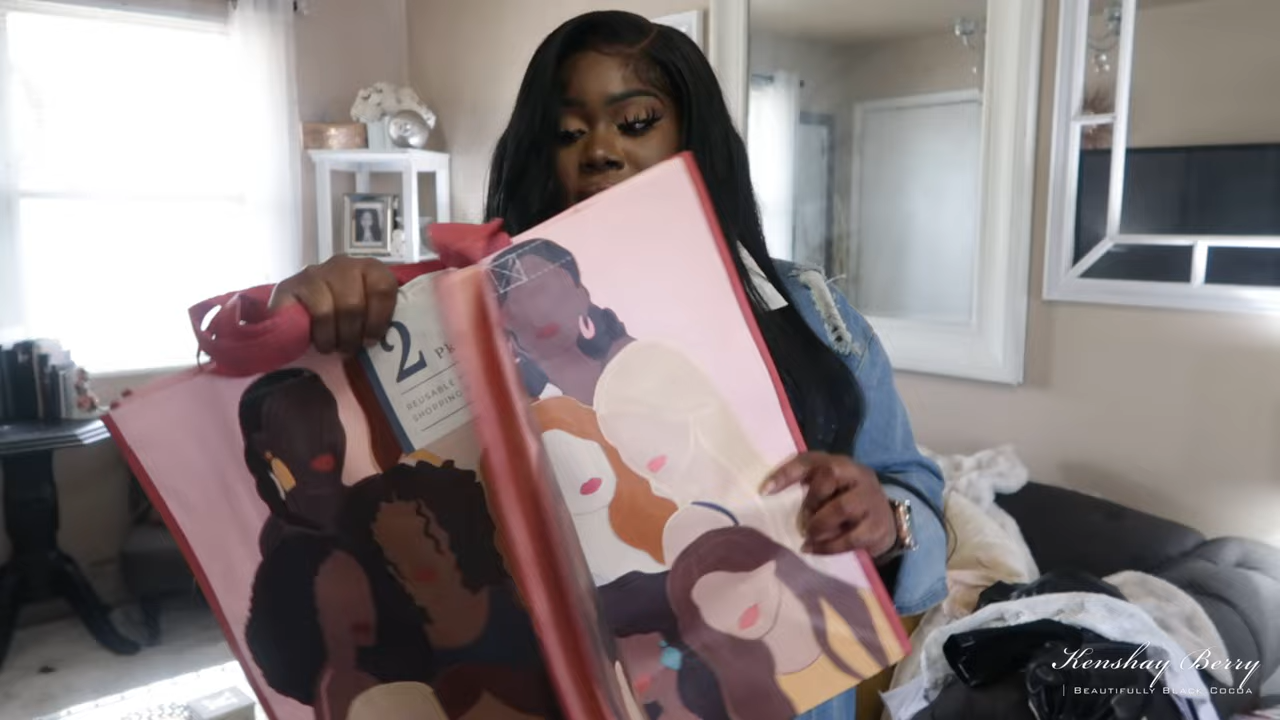 2 PK
REUSABLE
SHOPPING
Kenshay Berry
| BEAUTIFULLY BLACK COCOA